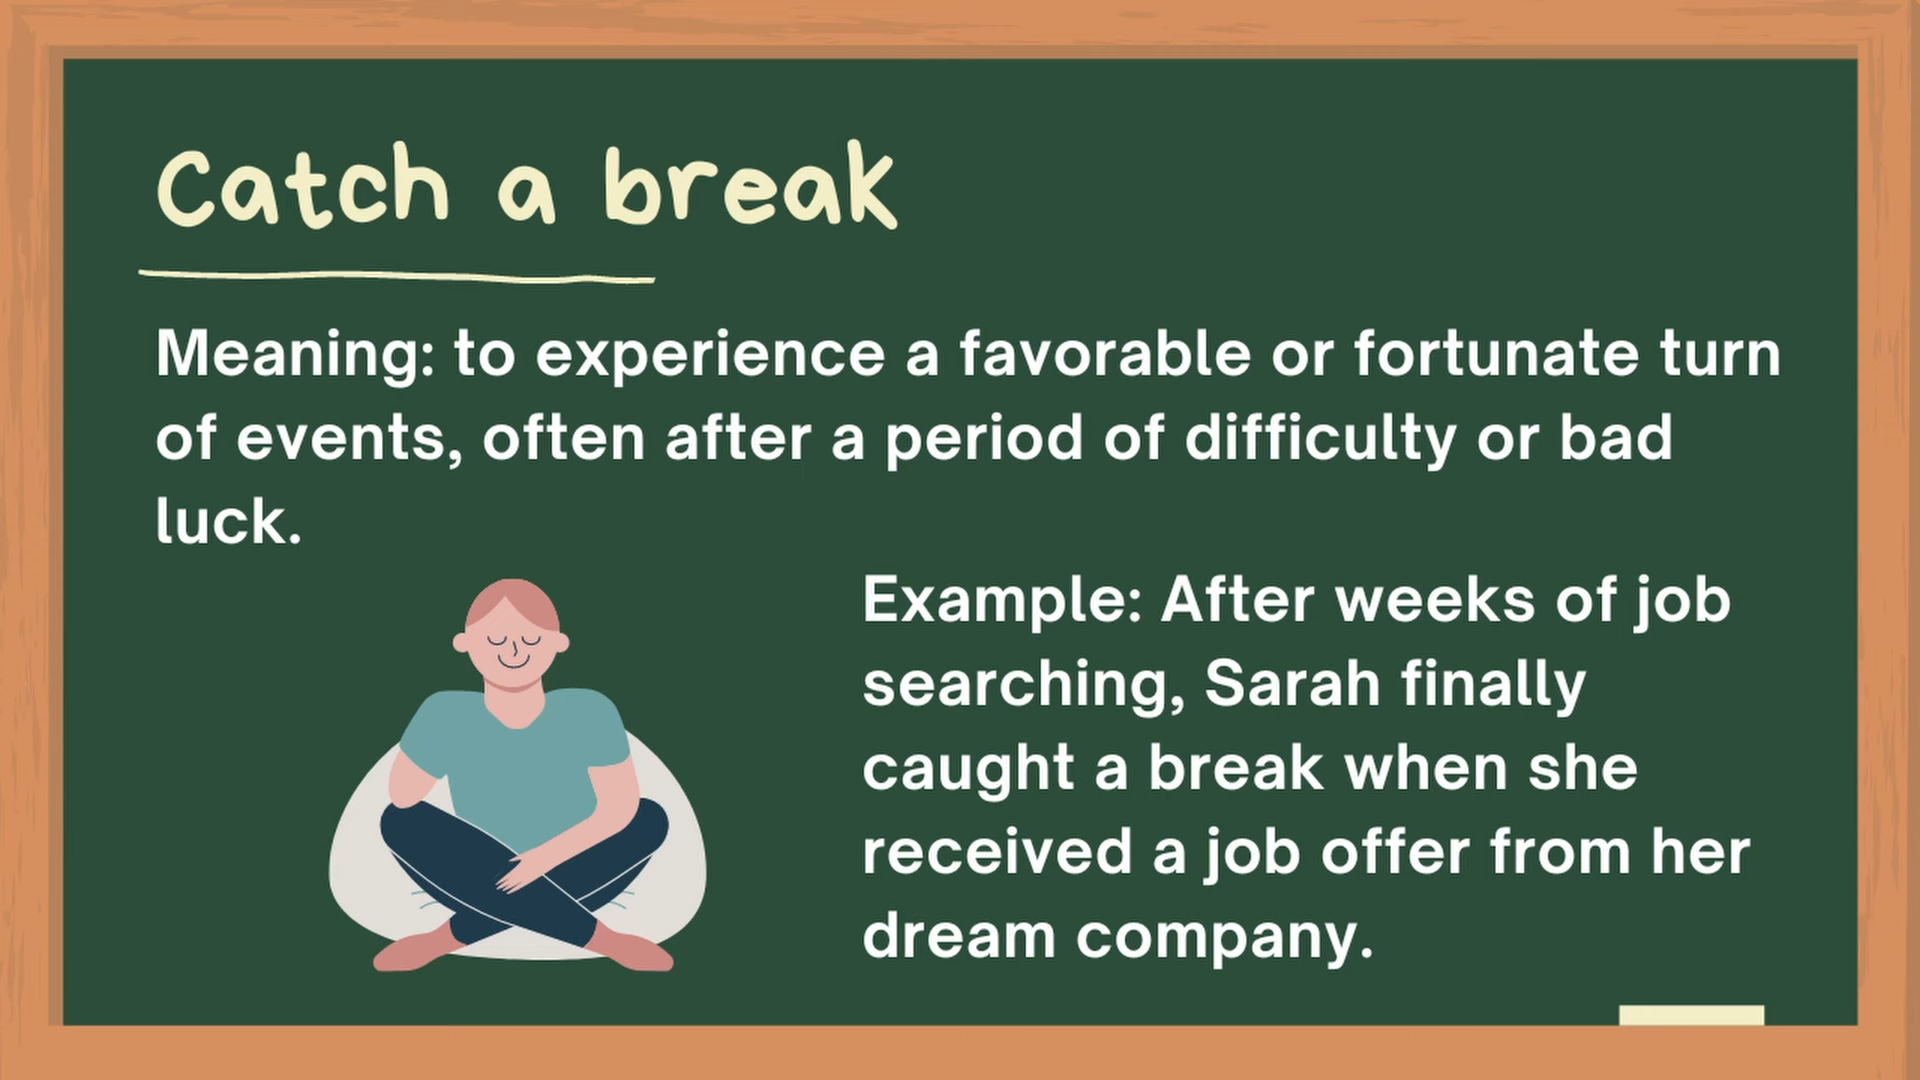 Catch a break
Meaning: to experience a favorable or fortunate turn
of events, often after a period of difficulty or bad
luck.
Example: After weeks of job
searching, Sarah finally
caught a break when she
received a job offer from her
dream company.